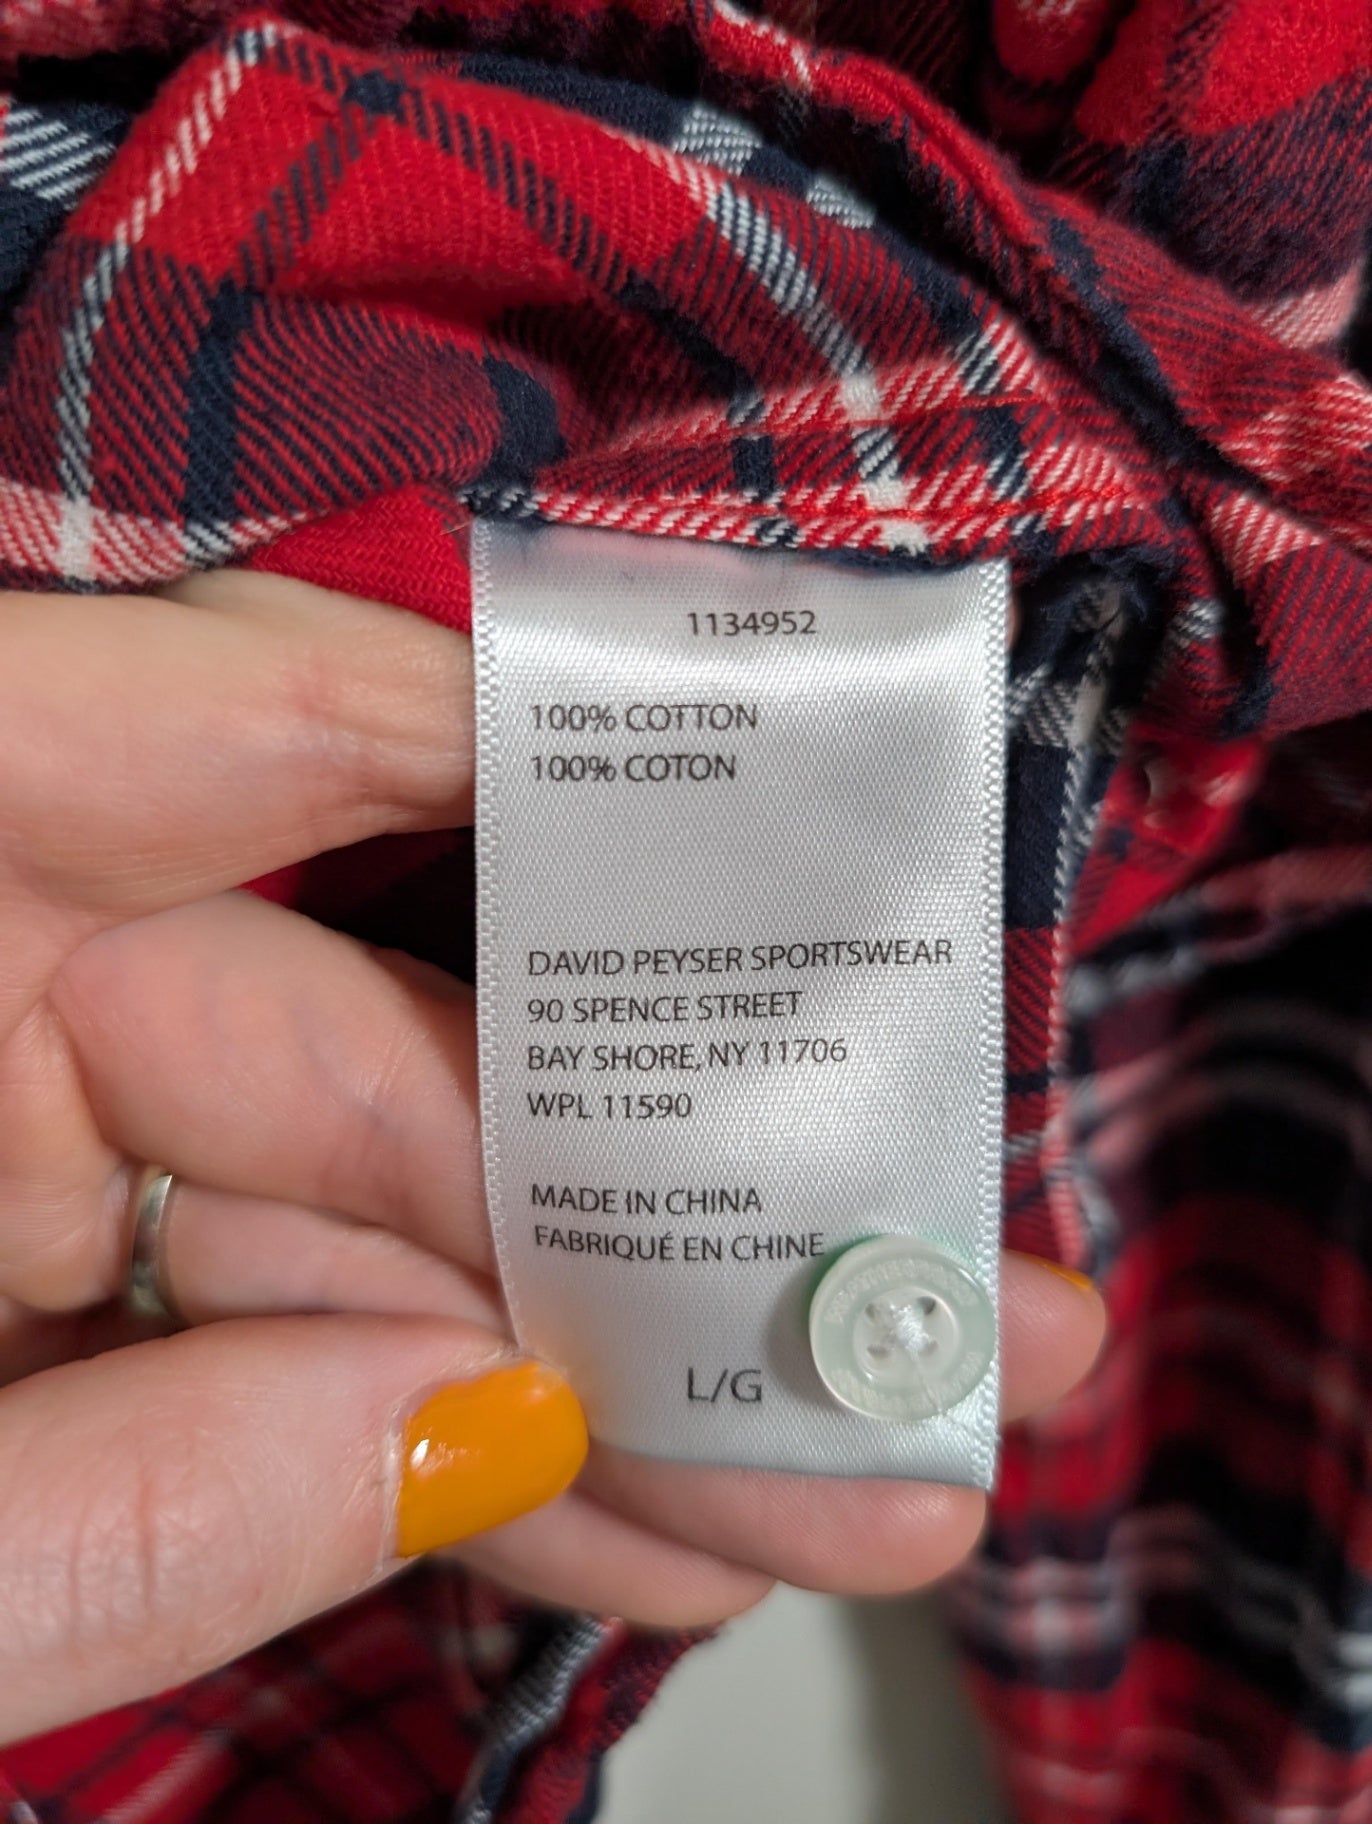 1134952
100% COTTON
100% COTON
DAVID PEYSER SPORTSWEAR
90 SPENCE STREET
BAY SHORE, NY 11706
WPL 11590
MADE IN CHINA
FABRIQUÉ EN CHINE
L/G